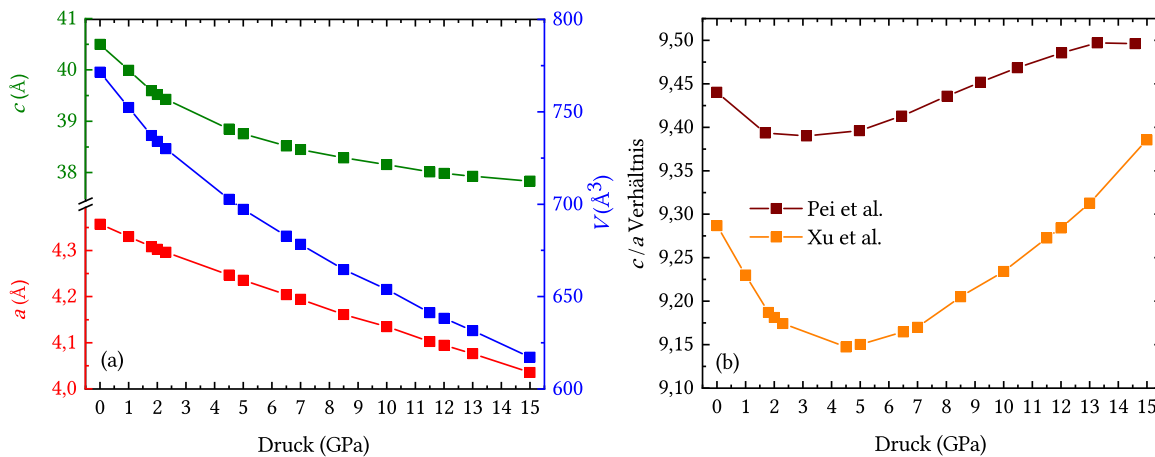 41
40
39
38
c (Å)
4,3
4,2
4,1
4,0
a (Å)
(a)
800
750
700
650
600
V (Å³)
0 1 2 3 4 5 6 7 8 9 10 11 12 13 14 15
Druck (GPa)
9,50
9,45
9,40
9,35
9,30
9,25
9,20
9,15
9,10
c/a Verhältnis
Pei et al.
Xu et al.
(b)
0 1 2 3 4 5 6 7 8 9 10 11 12 13 14 15
Druck (GPa)